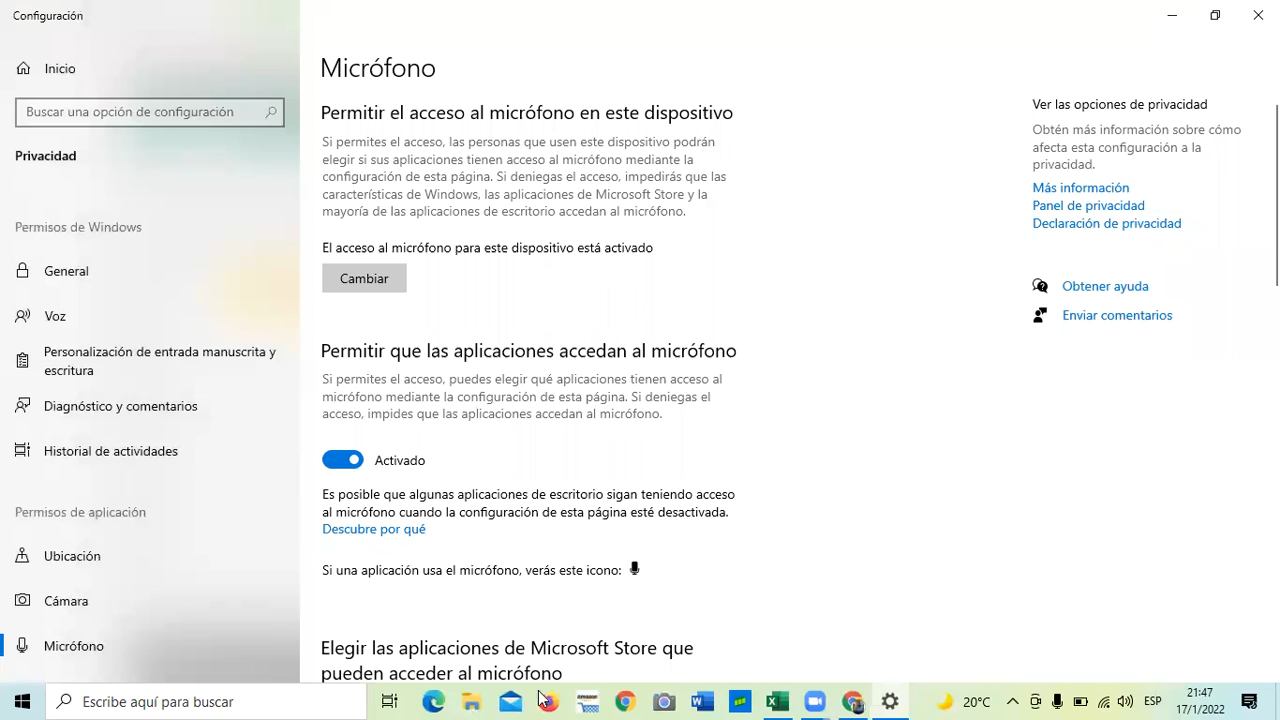 Configuración
Inicio
Buscar una opción de configuración
Privacidad
Permisos de Windows
General
Voz
Personalización de entrada manuscrita y
escritura
Diagnóstico y comentarios
Historial de actividades
Permisos de aplicación
Ubicación
Cámara
Micrófono
Micrófono
Permitir el acceso al micrófono en este dispositivo
Si permites el acceso, las personas que usen este dispositivo podrán
elegir si sus aplicaciones tienen acceso al micrófono mediante la
configuración de esta página. Si deniegas el acceso, impedirás que las
características de Windows, las aplicaciones de Microsoft Store y la
mayoría de las aplicaciones de escritorio accedan al micrófono.
El acceso al micrófono para este dispositivo está activado
Cambiar
Permitir que las aplicaciones accedan al micrófono
Si permites el acceso, puedes elegir qué aplicaciones tienen acceso al
micrófono mediante la configuración de esta página. Si deniegas el
acceso, impides que las aplicaciones accedan al micrófono.
Activado
Es posible que algunas aplicaciones de escritorio sigan teniendo acceso
al micrófono cuando la configuración de esta página esté desactivada.
Descubre por qué
Si una aplicación usa el micrófono, verás este icono:
Elegir las aplicaciones de Microsoft Store que
pueden acceder al micrófono
Ver las opciones de privacidad
Obtén más información sobre cómo
afecta esta configuración a la
privacidad.
Más información
Panel de privacidad
Declaración de privacidad
Obtener ayuda
Enviar comentarios
Escribe aquí para buscar
20°C
ESP
21:47
17/1/2022